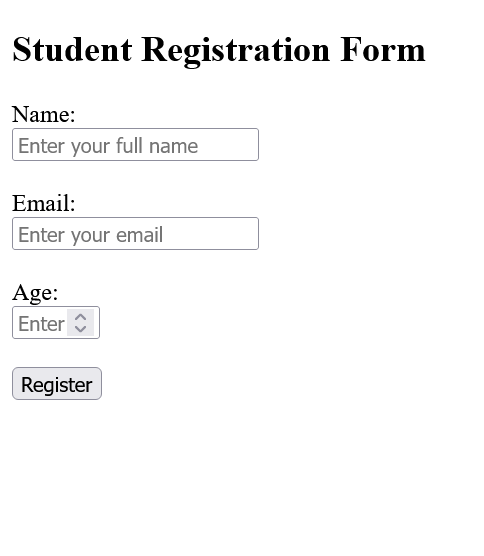 Student Registration Form
Name:
Enter your full name
Email:
Enter your email
Age:
Enter
Register